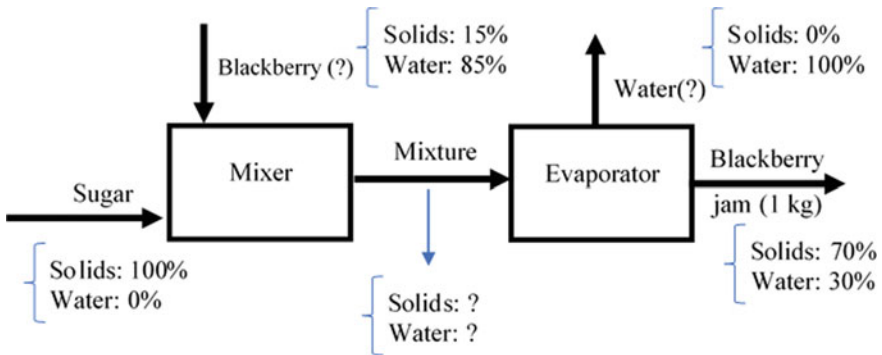 Blackberry (?)
Solids: 15%
Water: 85%
Solids: 0%
Water: 100%
Water(?)
Mixer
Mixture
Evaporator
Blackberry
jam (1 kg)
Sugar
Solids: 100%
Water: 0%
Solids: ?
Water: ?
Solids: 70%
Water: 30%